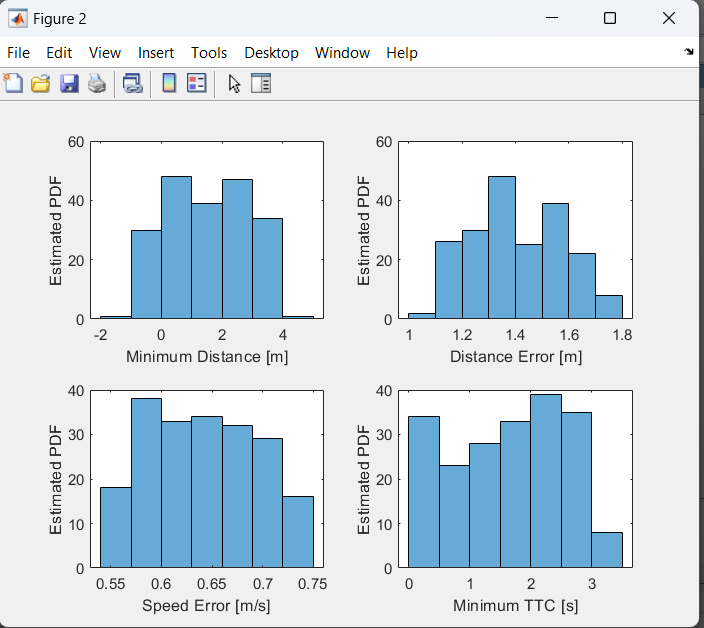 Figure 2
File Edit View Insert Tools Desktop Window Help
60
40
20
0
Estimated PDF
-2 0 2 4
Minimum Distance [m]
60
40
20
0
Estimated PDF
1 1.2 1.4 1.6 1.8
Distance Error [m]
40
30
20
10
0
Estimated PDF
0.55 0.6 0.65 0.7 0.75
Speed Error [m/s]
40
30
20
10
0
Estimated PDF
0 1 2 3
Minimum TTC [s]